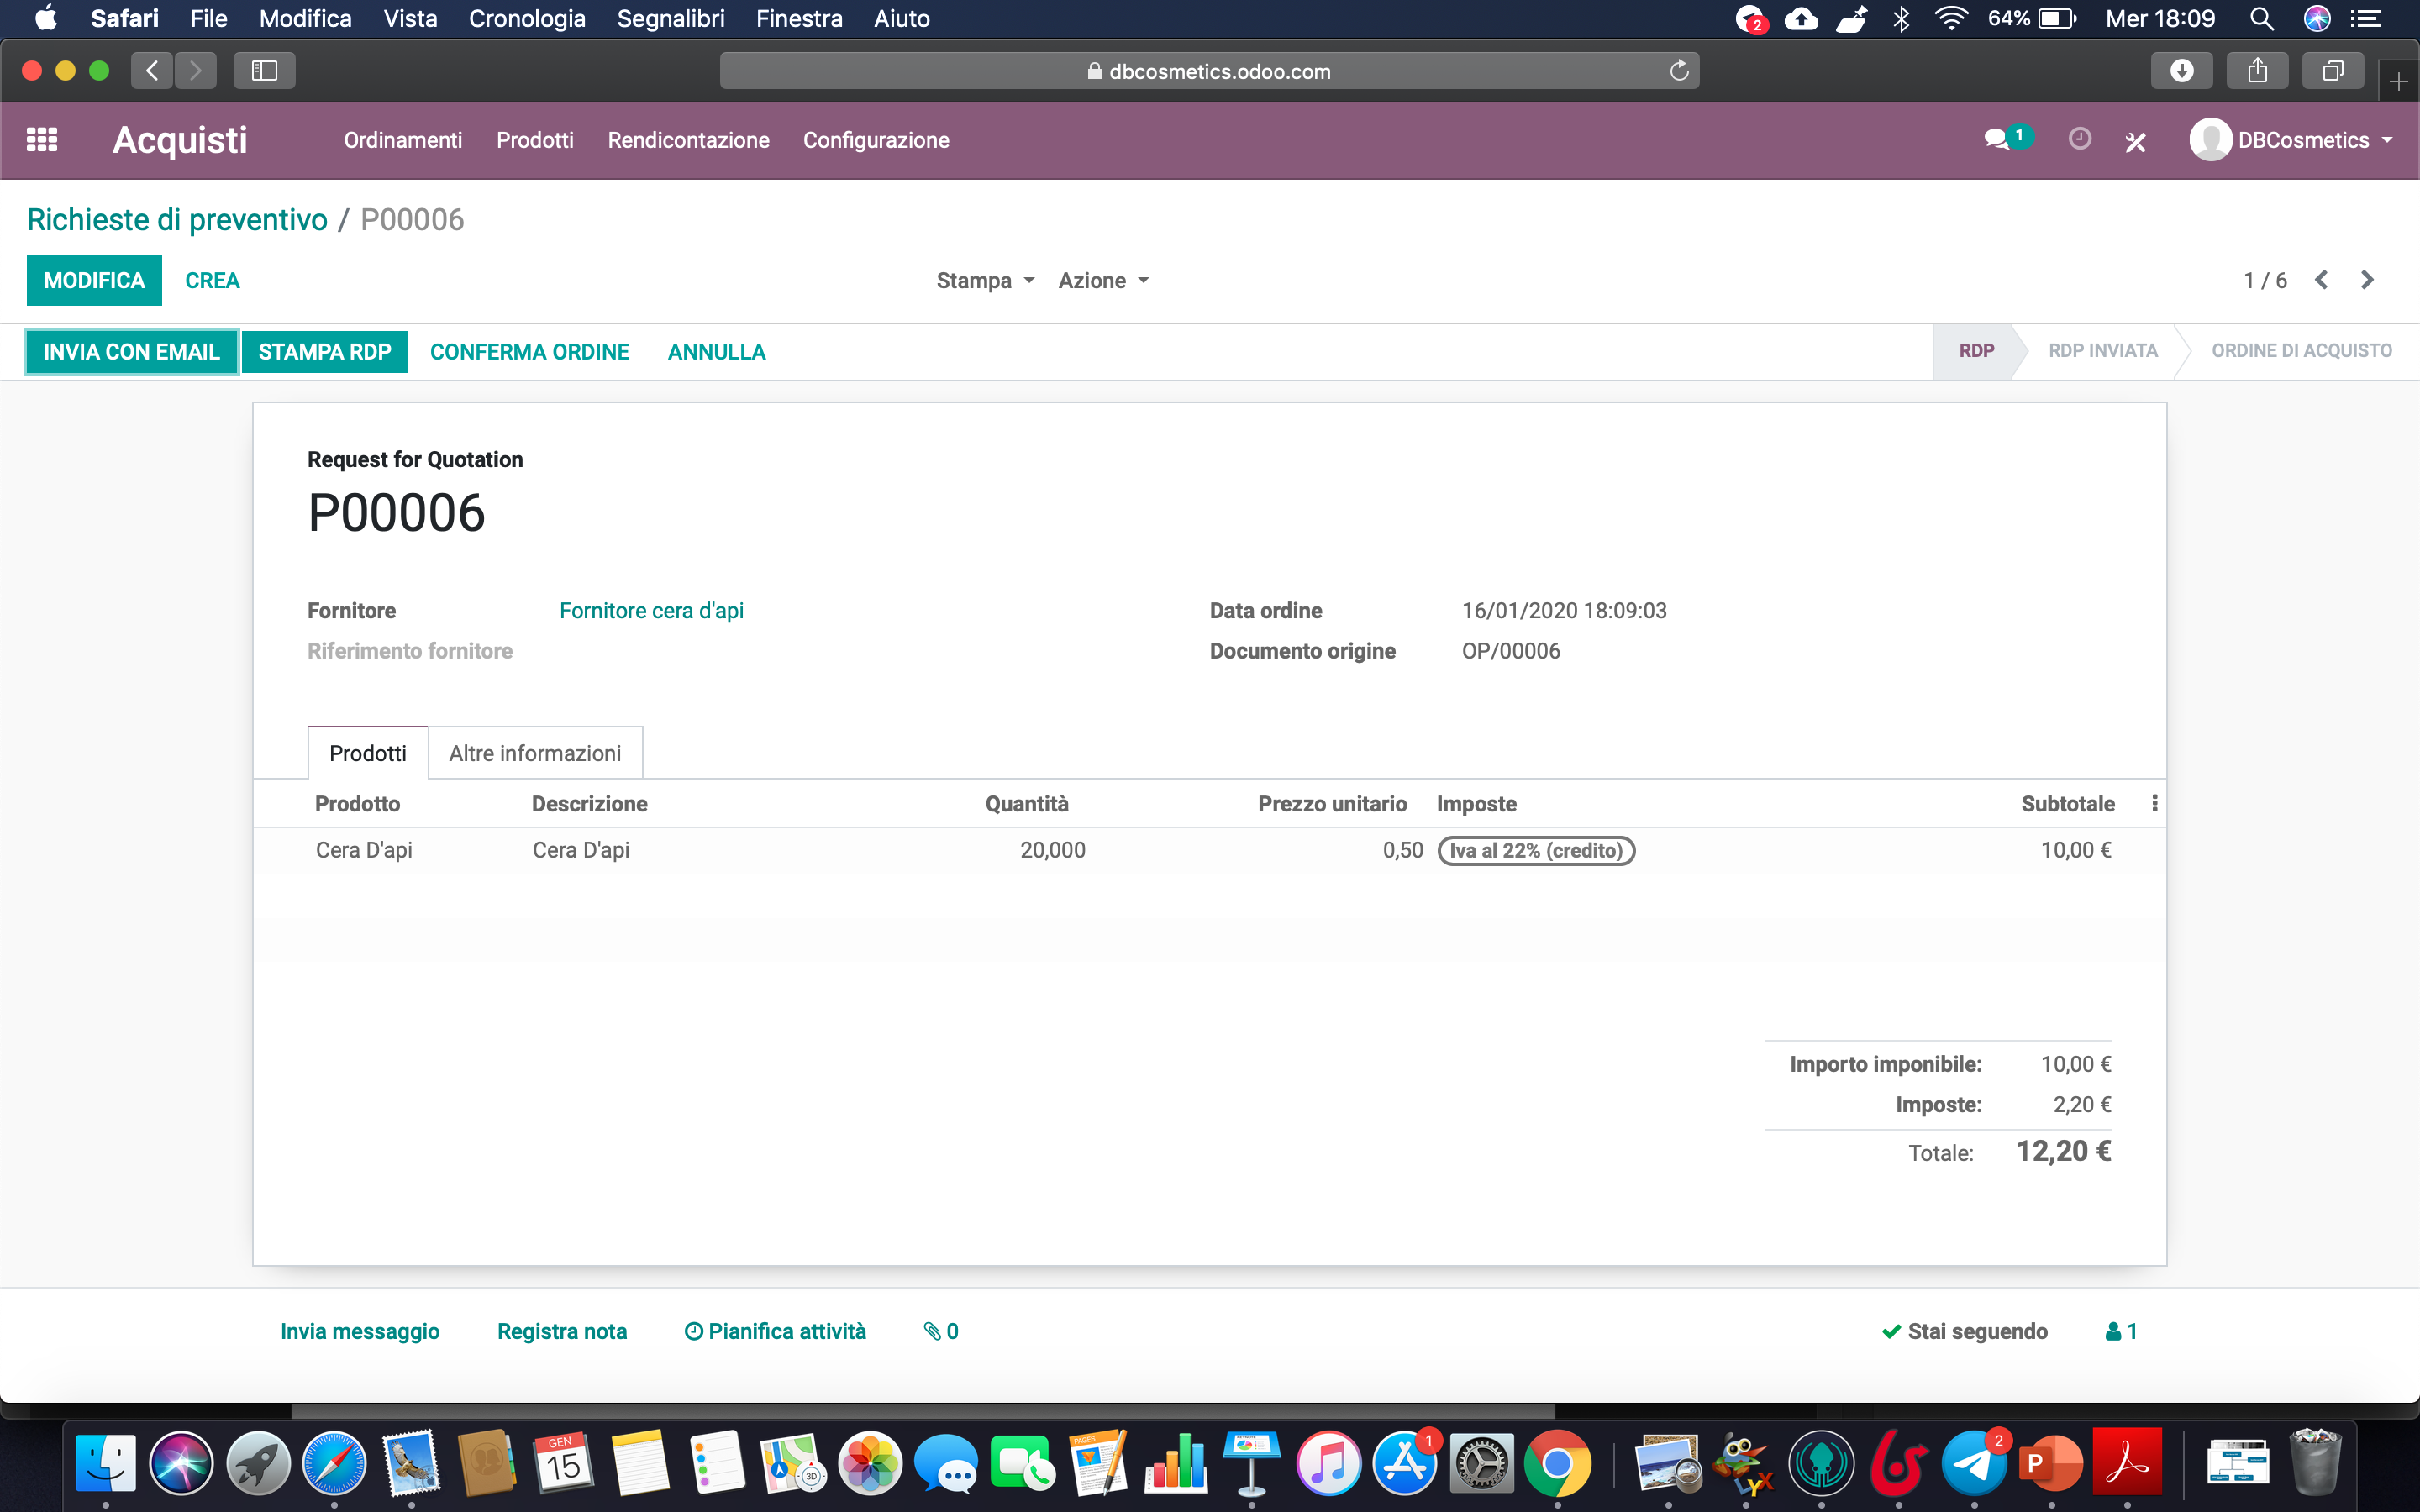 Safari File Modifica Vista Cronologia Segnalibri Finestra Aiuto 2 64% Mer 18:09
dbcosmetics.odoo.com
Acquisti Ordinamenti Prodotti Rendicontazione Configurazione 1 DBCosmetics
Richieste di preventivo / P00006
MODIFICA CREA Stampa Azione 1 / 6
INVIA CON EMAIL STAMPA RDP CONFERMA ORDINE ANNULLA RDP RDP INVIATA ORDINE DI ACQUISTO
Request for Quotation
P00006
Fornitore Fornitore cera d'api Data ordine 16/01/2020 18:09:03
Riferimento fornitore Documento origine OP/00006
Prodotti Altre informazioni
Prodotto Descrizione Quantità Prezzo unitario Imposte Subtotale
Cera D'api Cera D'api 20,000 0,50 Iva al 22% (credito) 10,00 €
Importo imponibile: 10,00 €
Imposte: 2,20 €
Totale: 12,20 €
Invia messaggio Registra nota Pianifica attività 0 Stai seguendo 1
GEN
15
PAGES
3D
1
LYX
2
P